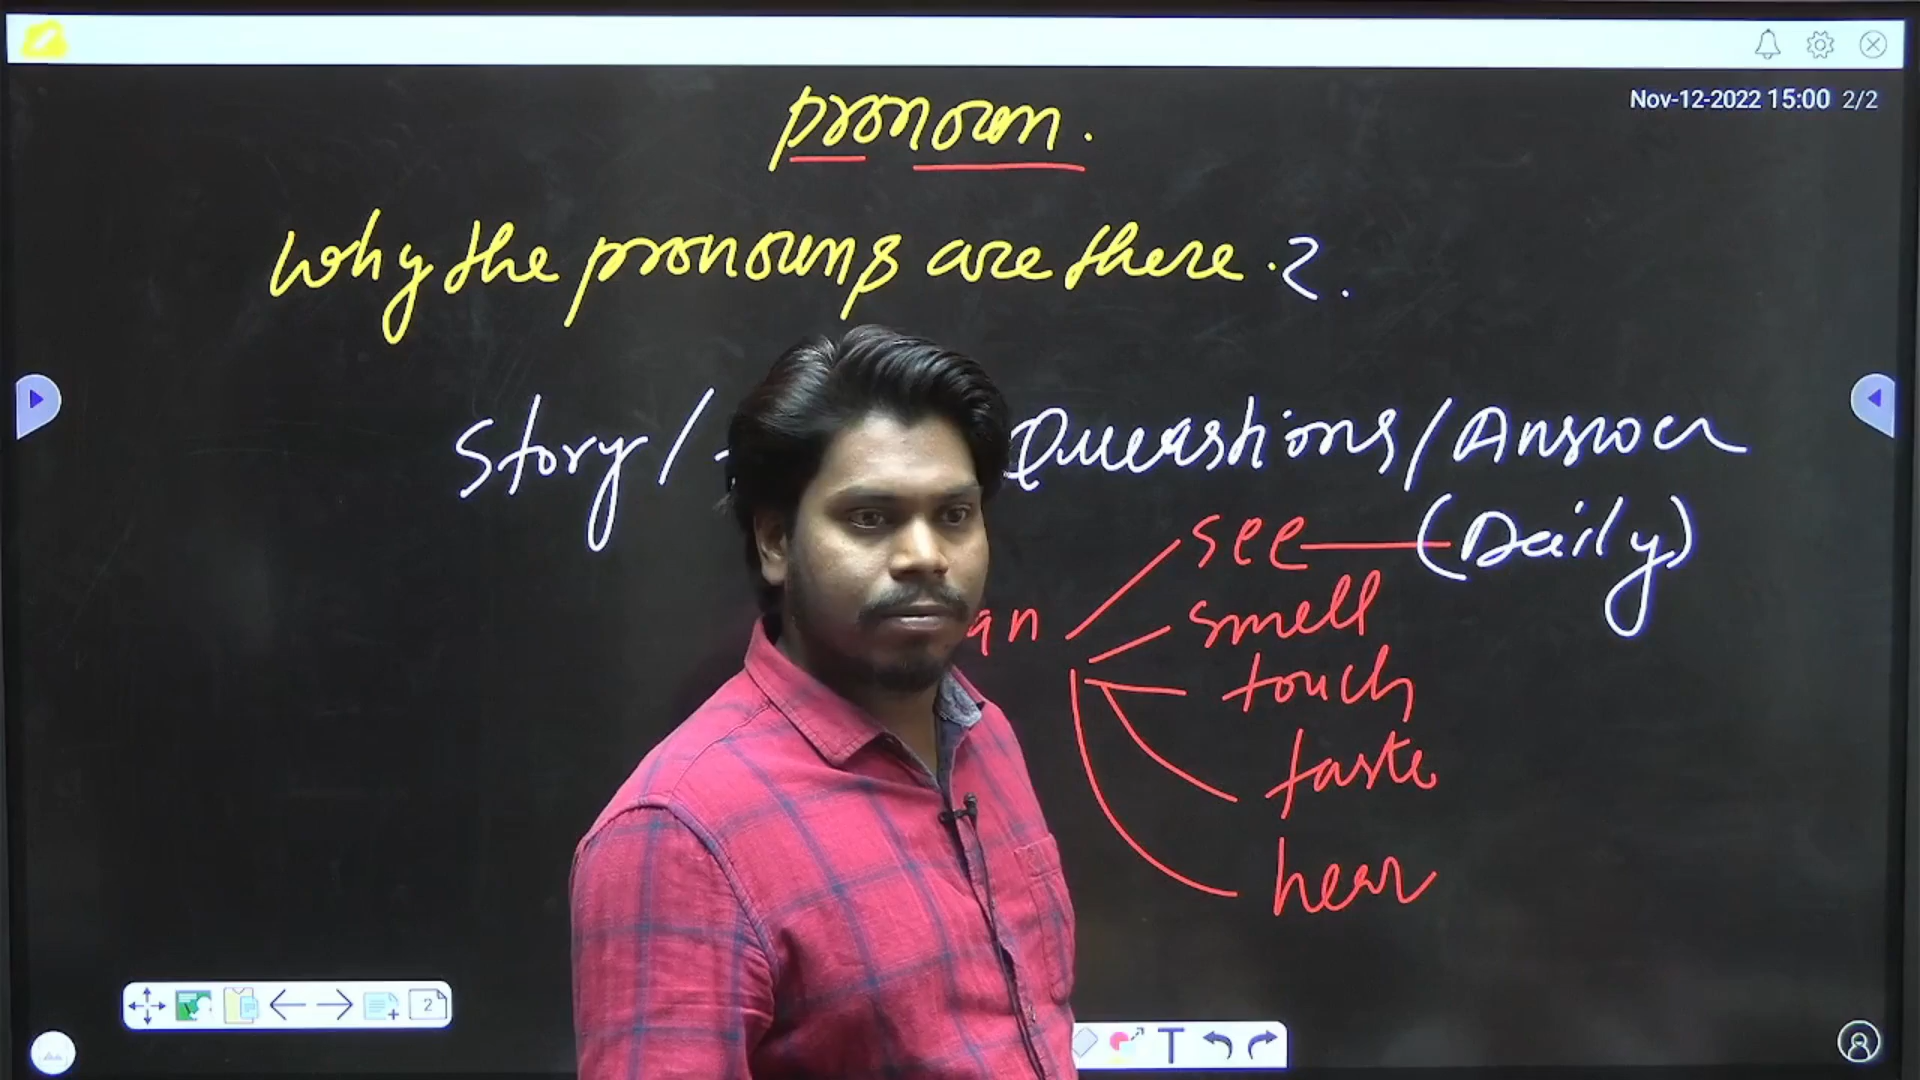 Nov-12-2022 15:00 2/2
pronoun.
Why the pronouns are there.?
Story/ Questions/Answer
(Daily)
see
smell
touch
taste
hear
2
T